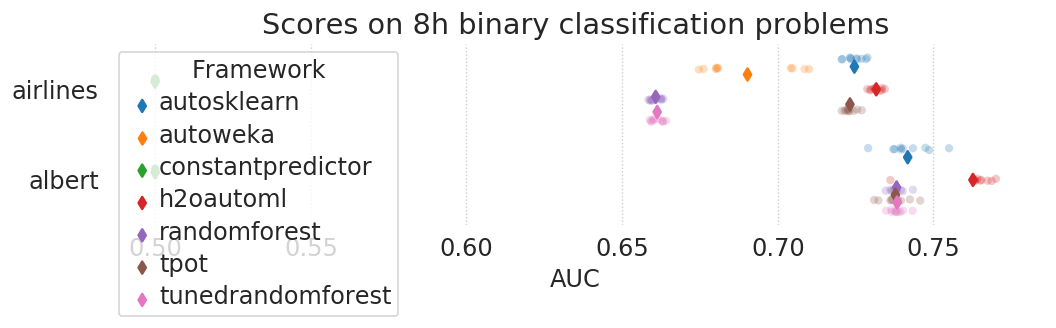 Scores on 8h binary classification problems
airlines
albert
Framework
autosklearn
autoweka
constantpredictor
h2oautoml
randomforest
tpot
tunedrandomforest
0.50 0.55 0.60 0.65 0.70 0.75
AUC